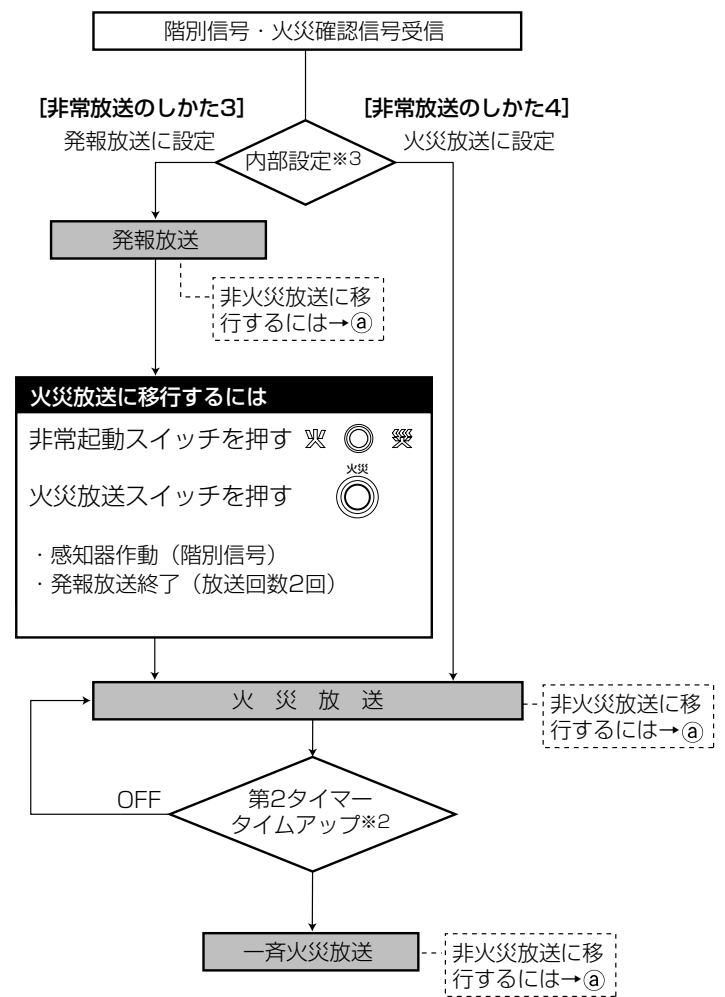 階別信号・火災確認信号受信
[非常放送のしかた3]
発報放送に設定
[非常放送のしかた4]
火災放送に設定
内部設定※3
発報放送
非火災放送に移
行するには→ⓐ
火災放送に移行するには
非常起動スイッチを押す 火 災
火災
火災放送スイッチを押す
・感知器作動（階別信号）
・発報放送終了（放送回数2回）
火 災 放 送
非火災放送に移
行するには→ⓐ
OFF
第2タイマー
タイムアップ※2
一斉火災放送
非火災放送に移
行するには→ⓐ